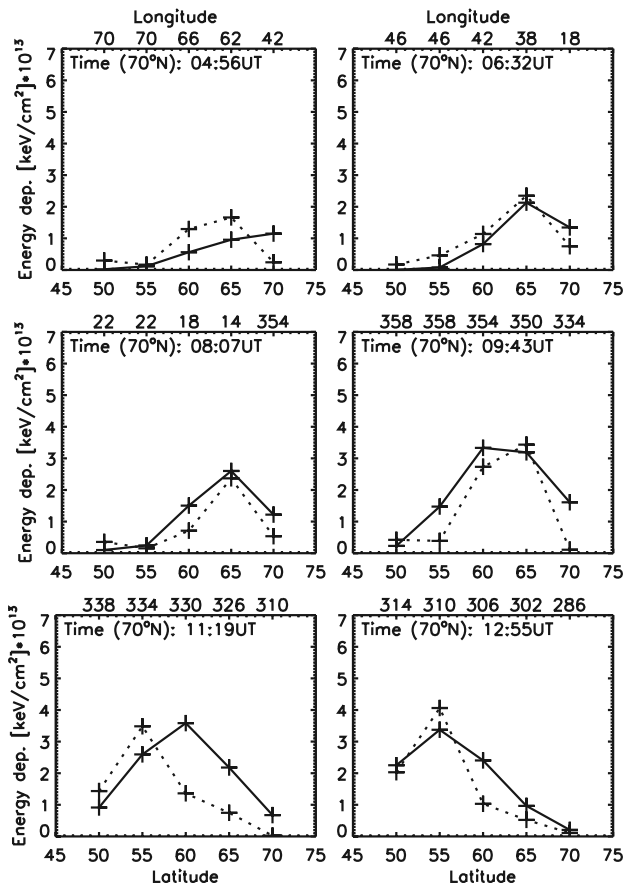 Longitude Longitude
70 70 66 62 42 46 46 42 38 18
Time (70°N): 04:56UT Time (70°N): 06:32UT
Energy dep. [keV/cm²]*10¹³
7 6 5 4 3 2 1 0 7 6 5 4 3 2 1 0
45 50 55 60 65 70 75 45 50 55 60 65 70 75
22 22 18 14 354 358 358 354 350 334
Time (70°N): 08:07UT Time (70°N): 09:43UT
Energy dep. [keV/cm²]*10¹³
7 6 5 4 3 2 1 0 7 6 5 4 3 2 1 0
45 50 55 60 65 70 75 45 50 55 60 65 70 75
338 334 330 326 310 314 310 306 302 286
Time (70°N): 11:19UT Time (70°N): 12:55UT
Energy dep. [keV/cm²]*10¹³
7 6 5 4 3 2 1 0 7 6 5 4 3 2 1 0
45 50 55 60 65 70 75 45 50 55 60 65 70 75
Latitude Latitude